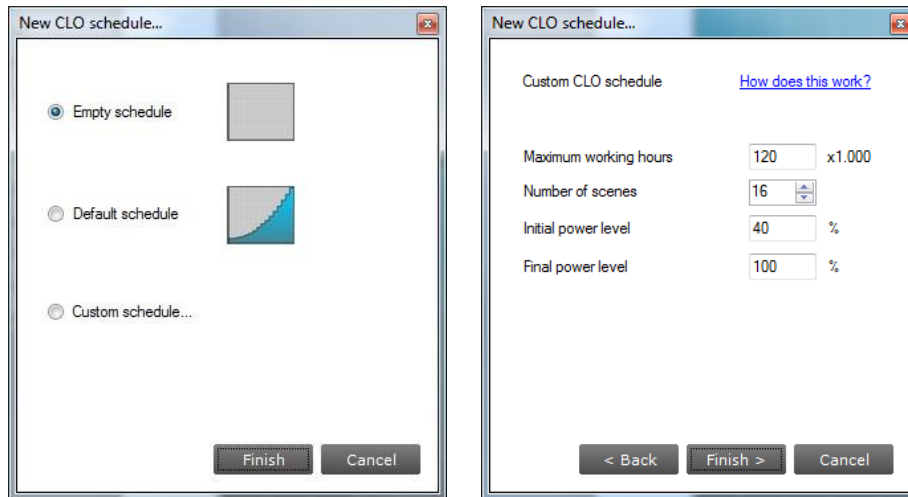 New CLO schedule...
Empty schedule
Default schedule
Custom schedule...
Finish
Cancel
New CLO schedule...
Custom CLO schedule How does this work?
Maximum working hours 120 x1.000
Number of scenes 16
Initial power level 40 %
Final power level 100 %
< Back Finish > Cancel